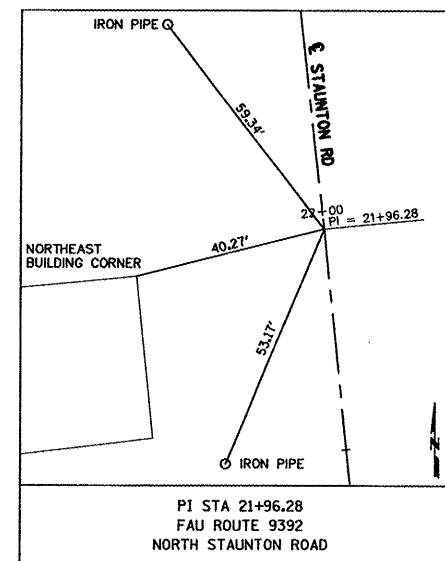 IRON PIPE
℄ STAUNTON RD
59.34'
22+00
PI = 21+96.28
40.27'
NORTHEAST
BUILDING CORNER
53.17'
IRON PIPE
N
PI STA 21+96.28
FAU ROUTE 9392
NORTH STAUNTON ROAD